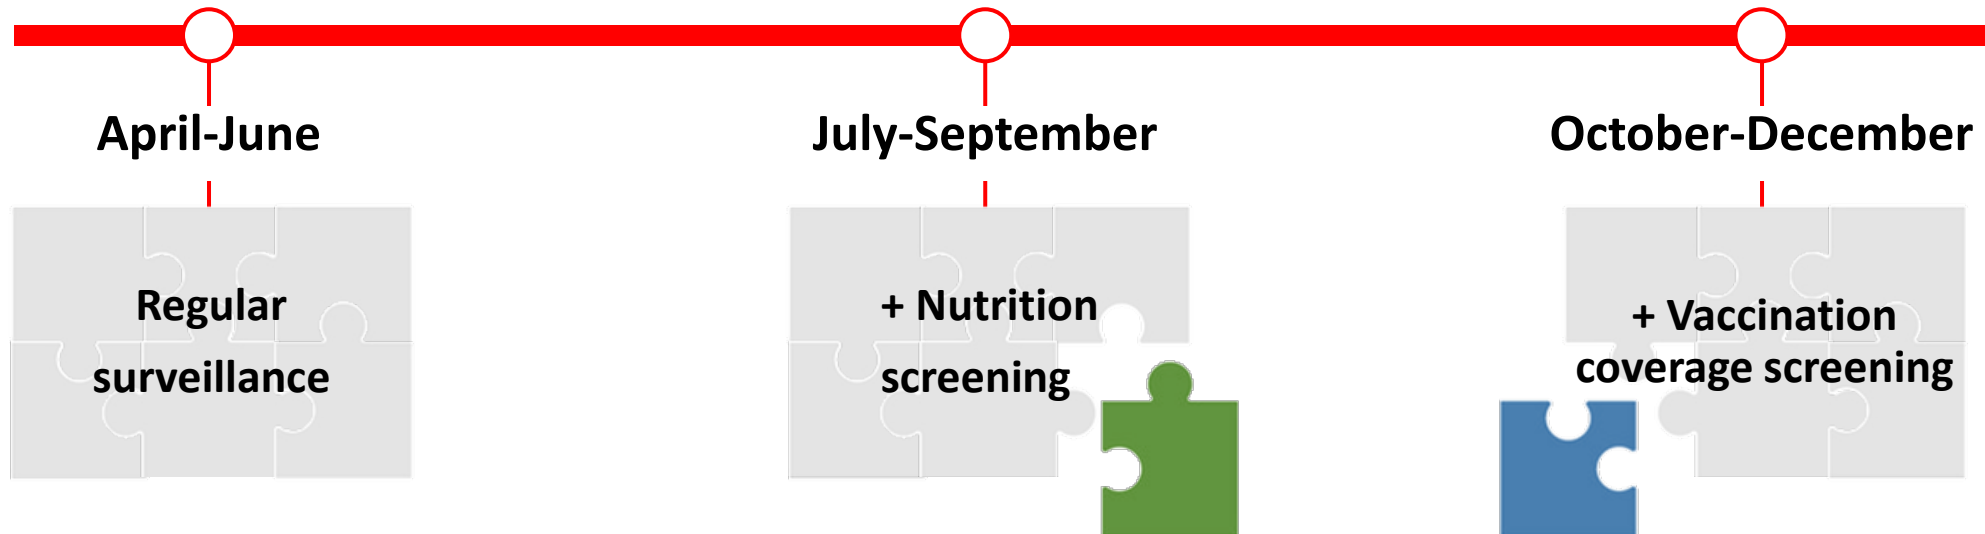 April-June
July-September
October-December
Regular
surveillance
+ Nutrition
screening
+ Vaccination
coverage screening